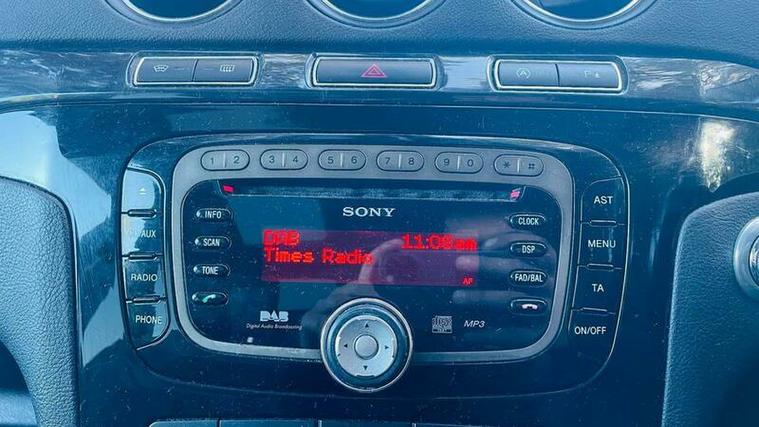 A
P
1 2 3 4 5 6 7 8 9 0 * #
SONY
INFO
SCAN
TONE
AUX
RADIO
PHONE
DAB 11:08am
Times Radio
AF
CLOCK
DSP
FAD/BAL
AST
MENU
TA
ON/OFF
DAB
Digital Audio Broadcasting
MP3